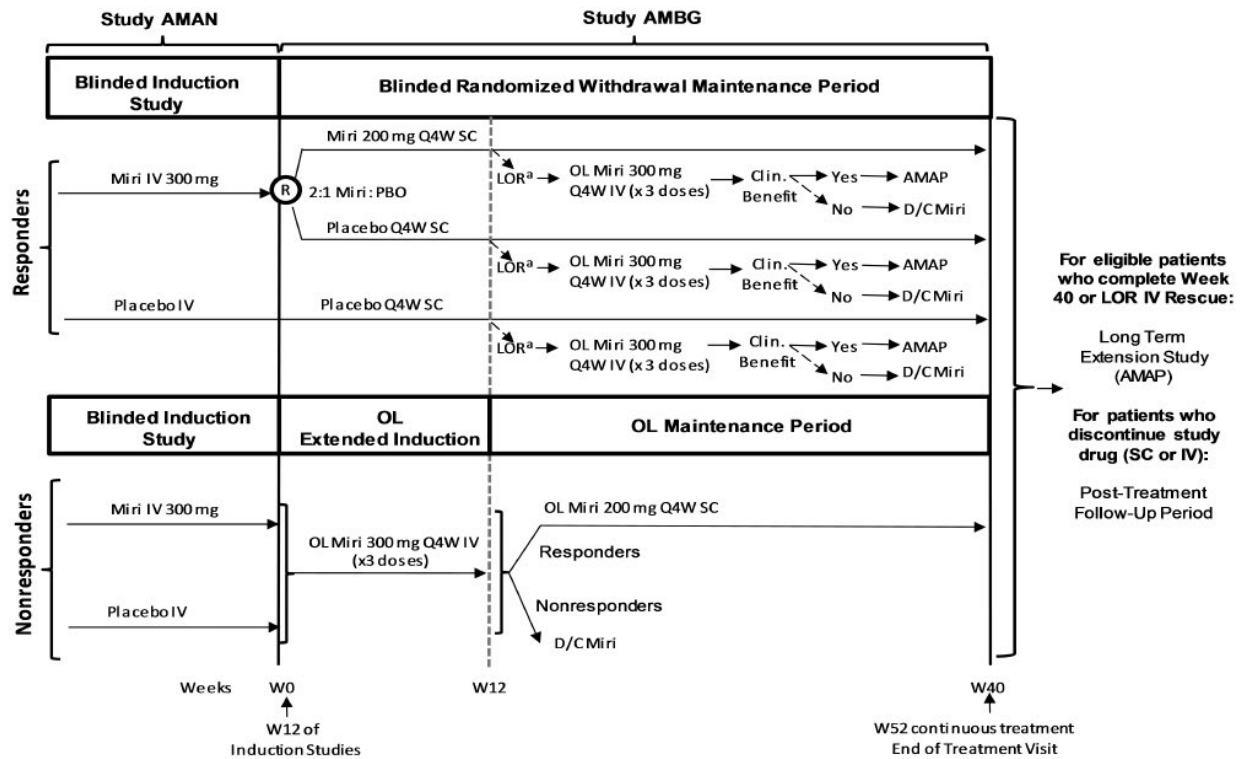 Study AMAN
Study AMBG
Blinded Induction
Study
Blinded Randomized Withdrawal Maintenance Period
Responders
Miri IV 300 mg
R
2:1 Miri: PBO
Miri 200 mg Q4W SC
LORa
OL Miri 300 mg
Q4W IV (x3 doses)
Clin.
Benefit
Yes
AMAP
No
D/C Miri
Placebo Q4W SC
LORa
OL Miri 300 mg
Q4W IV (x3 doses)
Clin.
Benefit
Yes
AMAP
No
D/C Miri
Placebo IV
Placebo Q4W SC
LORa
OL Miri 300 mg
Q4W IV (x3 doses)
Clin.
Benefit
Yes
AMAP
No
D/C Miri
Blinded Induction
Study
OL
Extended Induction
OL Maintenance Period
Nonresponders
Miri IV 300 mg
Placebo IV
OL Miri 300 mg Q4W IV
(x3 doses)
OL Miri 200 mg Q4W SC
Responders
Nonresponders
D/C Miri
Weeks
W0
W12
W40
W12 of
Induction Studies
W52 continuous treatment
End of Treatment Visit
For eligible patients
who complete Week
40 or LOR IV Rescue:
Long Term
Extension Study
(AMAP)
For patients who
discontinue study
drug (SC or IV):
Post-Treatment
Follow-Up Period